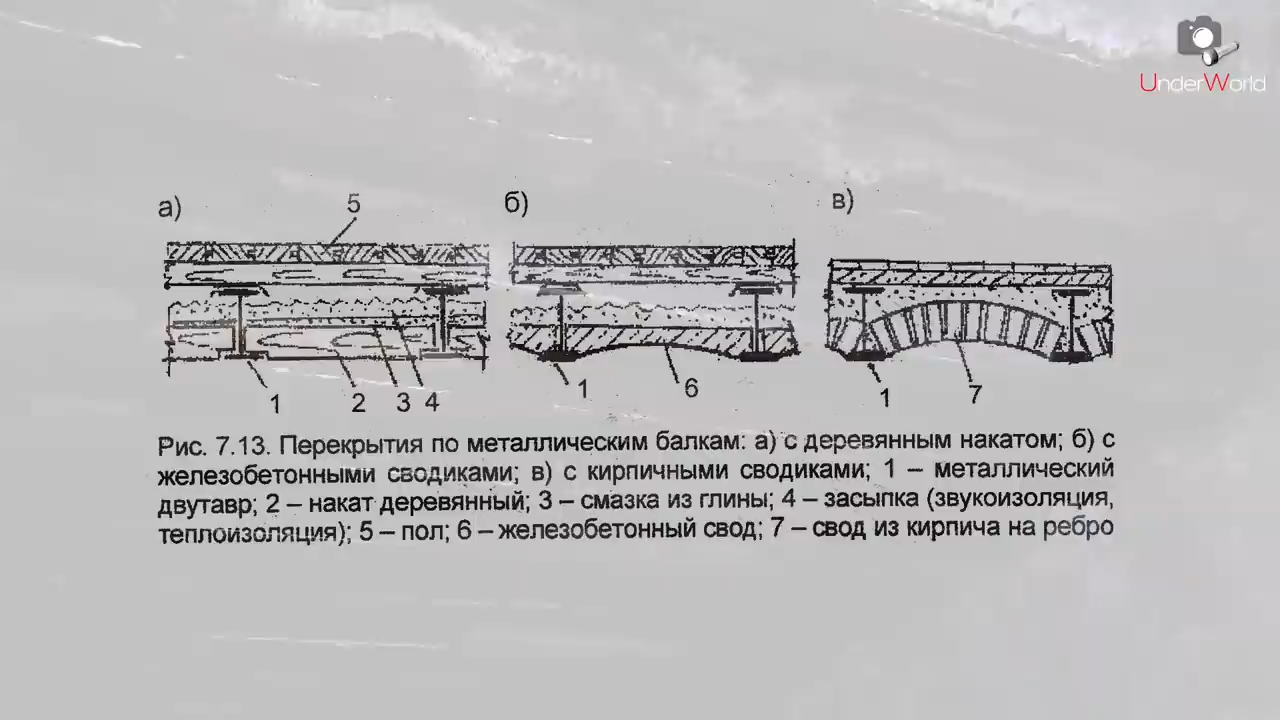 UnderWorld
а) 5 б) в)
1 2 3 4 1 6 1 7
Рис. 7.13. Перекрытия по металлическим балкам: а) с деревянным накатом; б) с
железобетонными сводиками; в) с кирпичными сводиками; 1 – металлический
двутавр; 2 – накат деревянный; 3 – смазка из глины; 4 – засыпка (звукоизоляция,
теплоизоляция); 5 – пол; 6 – железобетонный свод; 7 – свод из кирпича на ребро